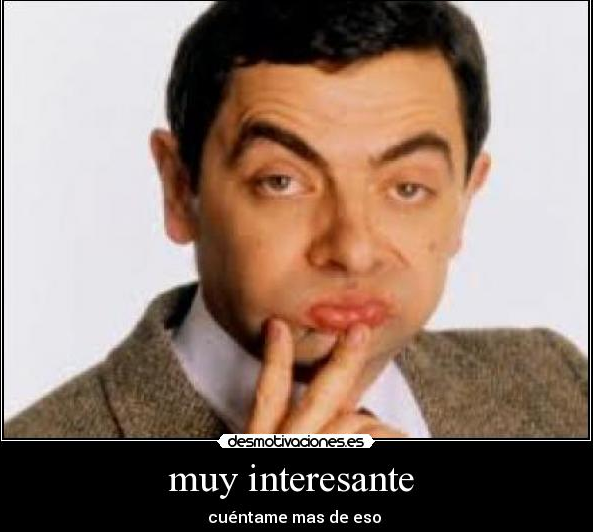 desmotivaciones.es
muy interesante
cuéntame mas de eso